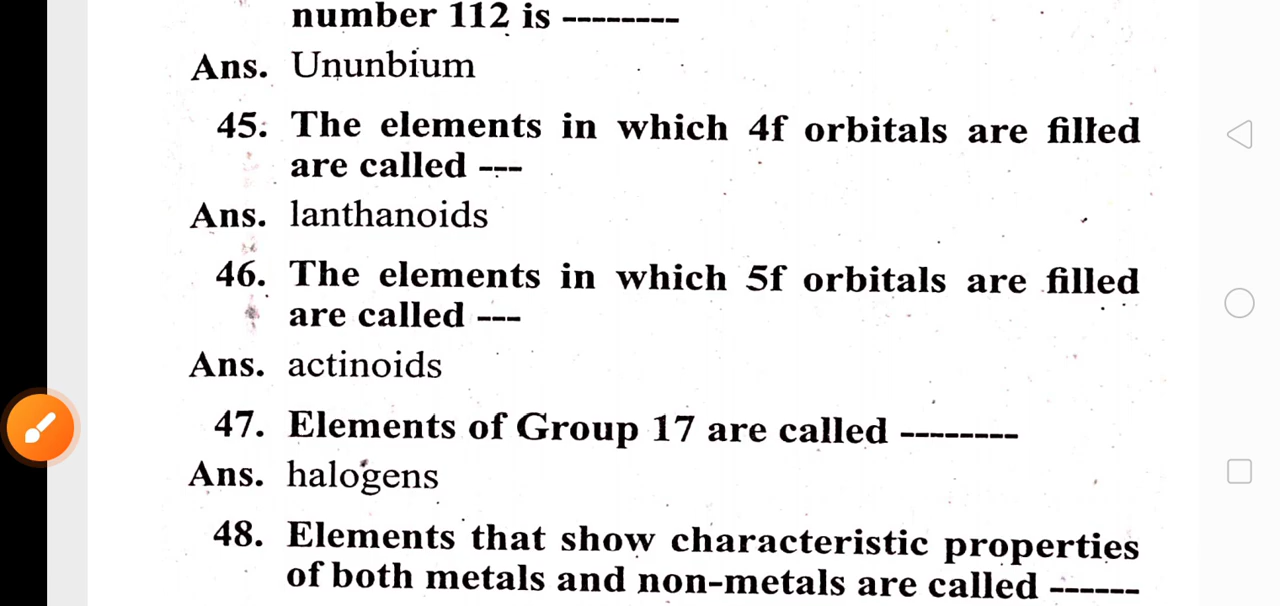 number 112 is --------
Ans. Ununbium
45. The elements in which 4f orbitals are filled
are called ---
Ans. lanthanoids
46. The elements in which 5f orbitals are filled
are called ---
Ans. actinoids
47. Elements of Group 17 are called --------
Ans. halogens
48. Elements that show characteristic properties
of both metals and non-metals are called ------